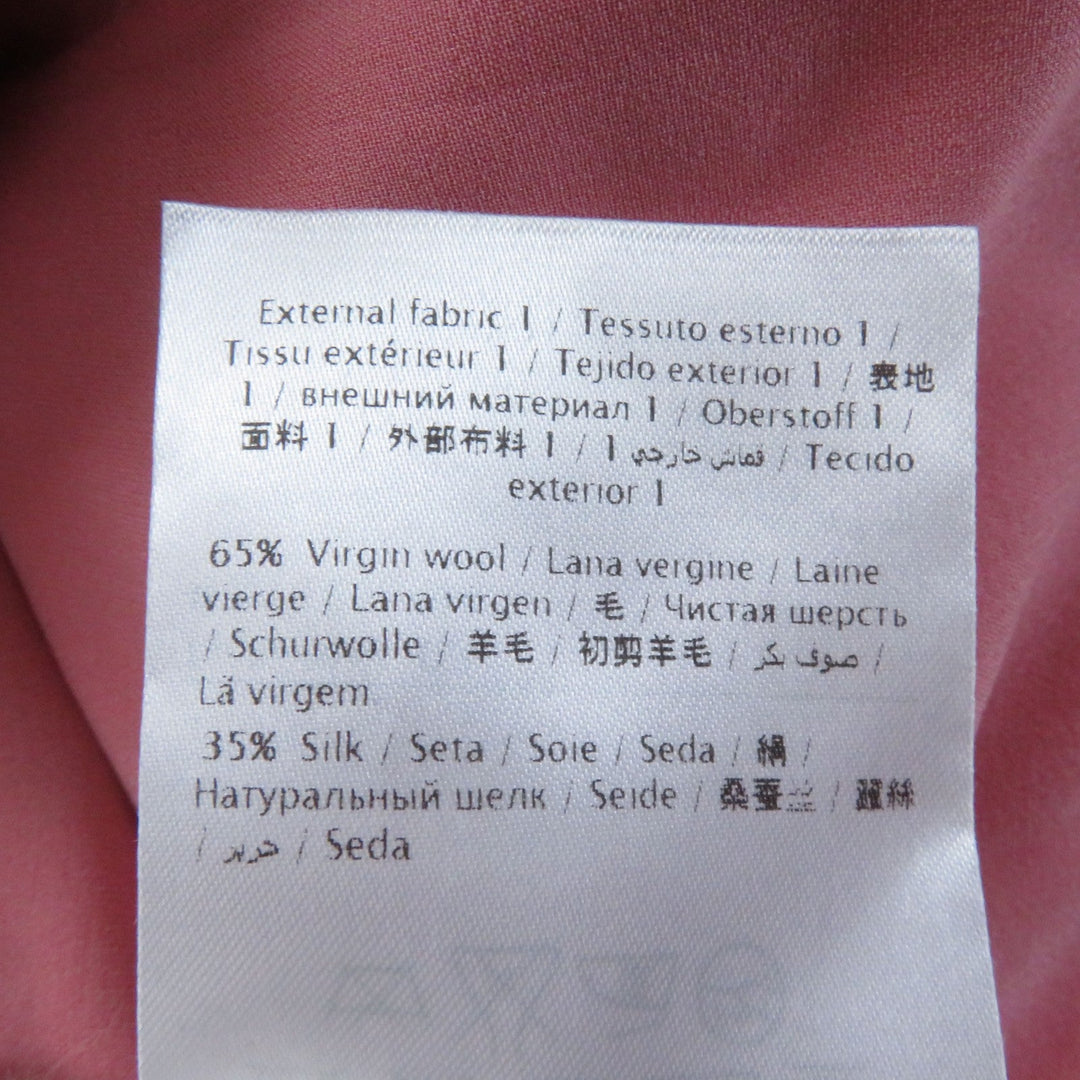 External fabric 1 / Tessuto esterno 1 /
Tissu extérieur 1 / Tejido exterior 1 / 表地
1 / внешний материал 1 / Oberstoff 1 /
面料 1 / 外部布料 1 / قماش خارجي 1 / Tecido
exterior 1
65% Virgin wool / Lana vergine / Laine
vierge / Lana virgen / 毛 / Чистая шерсть
/ Schurwolle / 羊毛 / 初剪羊毛 / صوف بكر /
Lã virgem
35% Silk / Seta / Soie / Seda / 絹 /
Натуральный шелк / Seide / 桑蚕丝 / 蠶絲
/ حرير / Seda